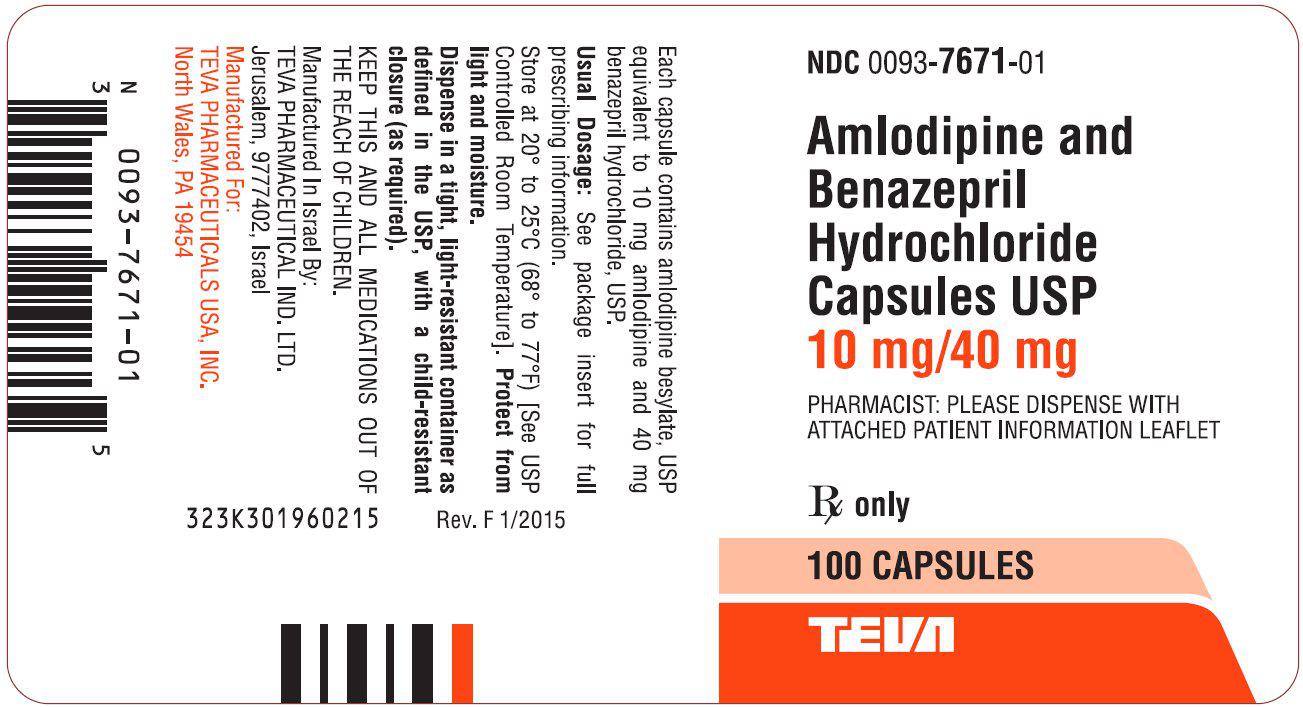 NDC 0093-7671-01
Amlodipine and
Benazepril
Hydrochloride
Capsules USP
10 mg/40 mg
PHARMACIST: PLEASE DISPENSE WITH
ATTACHED PATIENT INFORMATION LEAFLET
Rx only
100 CAPSULES
TEVA
Each capsule contains amlodipine besylate, USP
equivalent to 10 mg amlodipine and 40 mg
benazepril hydrochloride, USP.
Usual Dosage: See package insert for full
prescribing information.
Store at 20° to 25°C (68° to 77°F) [See USP
Controlled Room Temperature]. Protect from
light and moisture.
Dispense in a tight, light-resistant container as
defined in the USP, with a child-resistant
closure (as required).
KEEP THIS AND ALL MEDICATIONS OUT OF
THE REACH OF CHILDREN.
Manufactured In Israel By:
TEVA PHARMACEUTICAL IND. LTD.
Jerusalem, 9777402, Israel
Manufactured For:
TEVA PHARMACEUTICALS USA, INC.
North Wales, PA 19454
N
3
0093-7671-01
5
323K301960215
Rev. F 1/2015